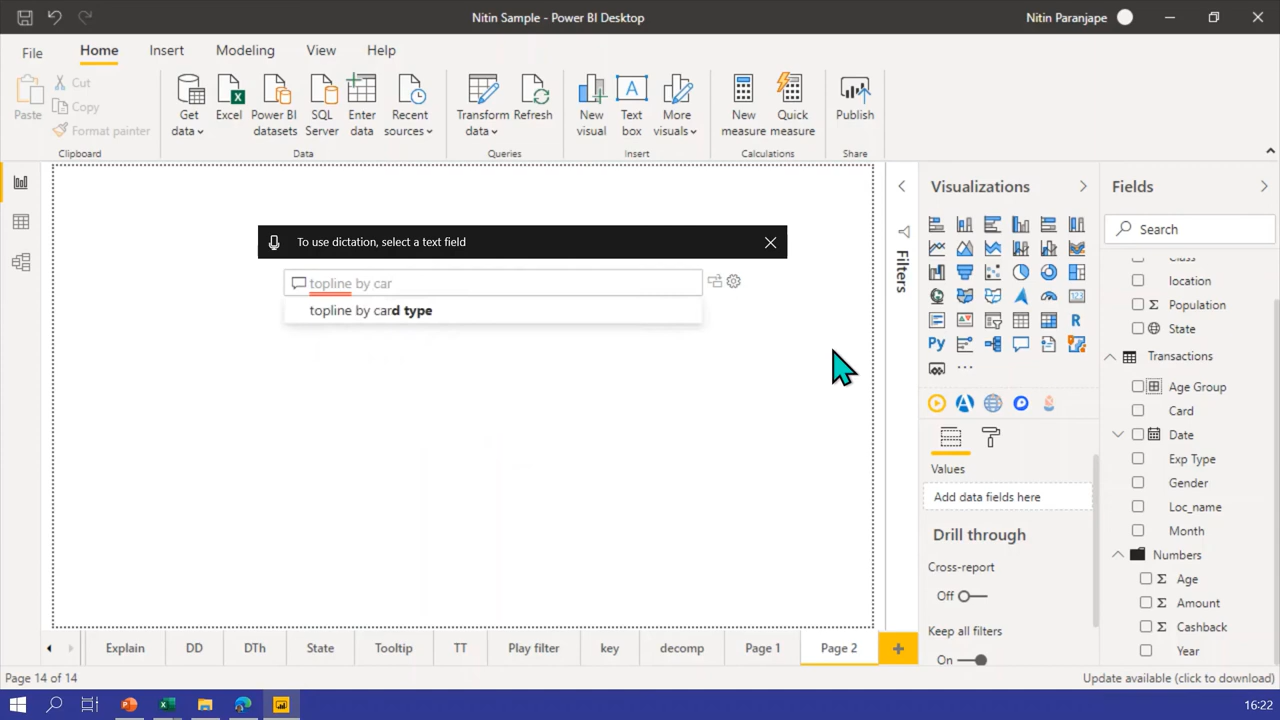 Nitin Sample - Power BI Desktop
Nitin Paranjape
File
Home
Insert
Modeling
View
Help
Paste
Cut
Copy
Format painter
Clipboard
Get data
Excel
Power BI datasets
SQL Server
Enter data
Recent sources
Data
Transform data
Refresh
Queries
New visual
Text box
More visuals
Insert
New measure
Quick measure
Calculations
Publish
Share
To use dictation, select a text field
topline by car
topline by card type
Filters
Visualizations
R
Py
Values
Add data fields here
Drill through
Cross-report
Off
Keep all filters
On
Fields
Search
Class
location
Population
State
Transactions
Age Group
Card
Date
Exp Type
Gender
Loc_name
Month
Numbers
Age
Amount
Cashback
Year
Explain
DD
DTh
State
Tooltip
TT
Play filter
key
decomp
Page 1
Page 2
Page 14 of 14
Update available (click to download)
16:22